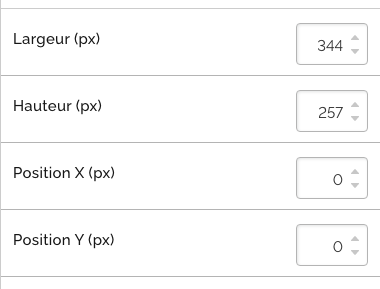 Largeur (px)
344
Hauteur (px)
257
Position X (px)
0
Position Y (px)
0